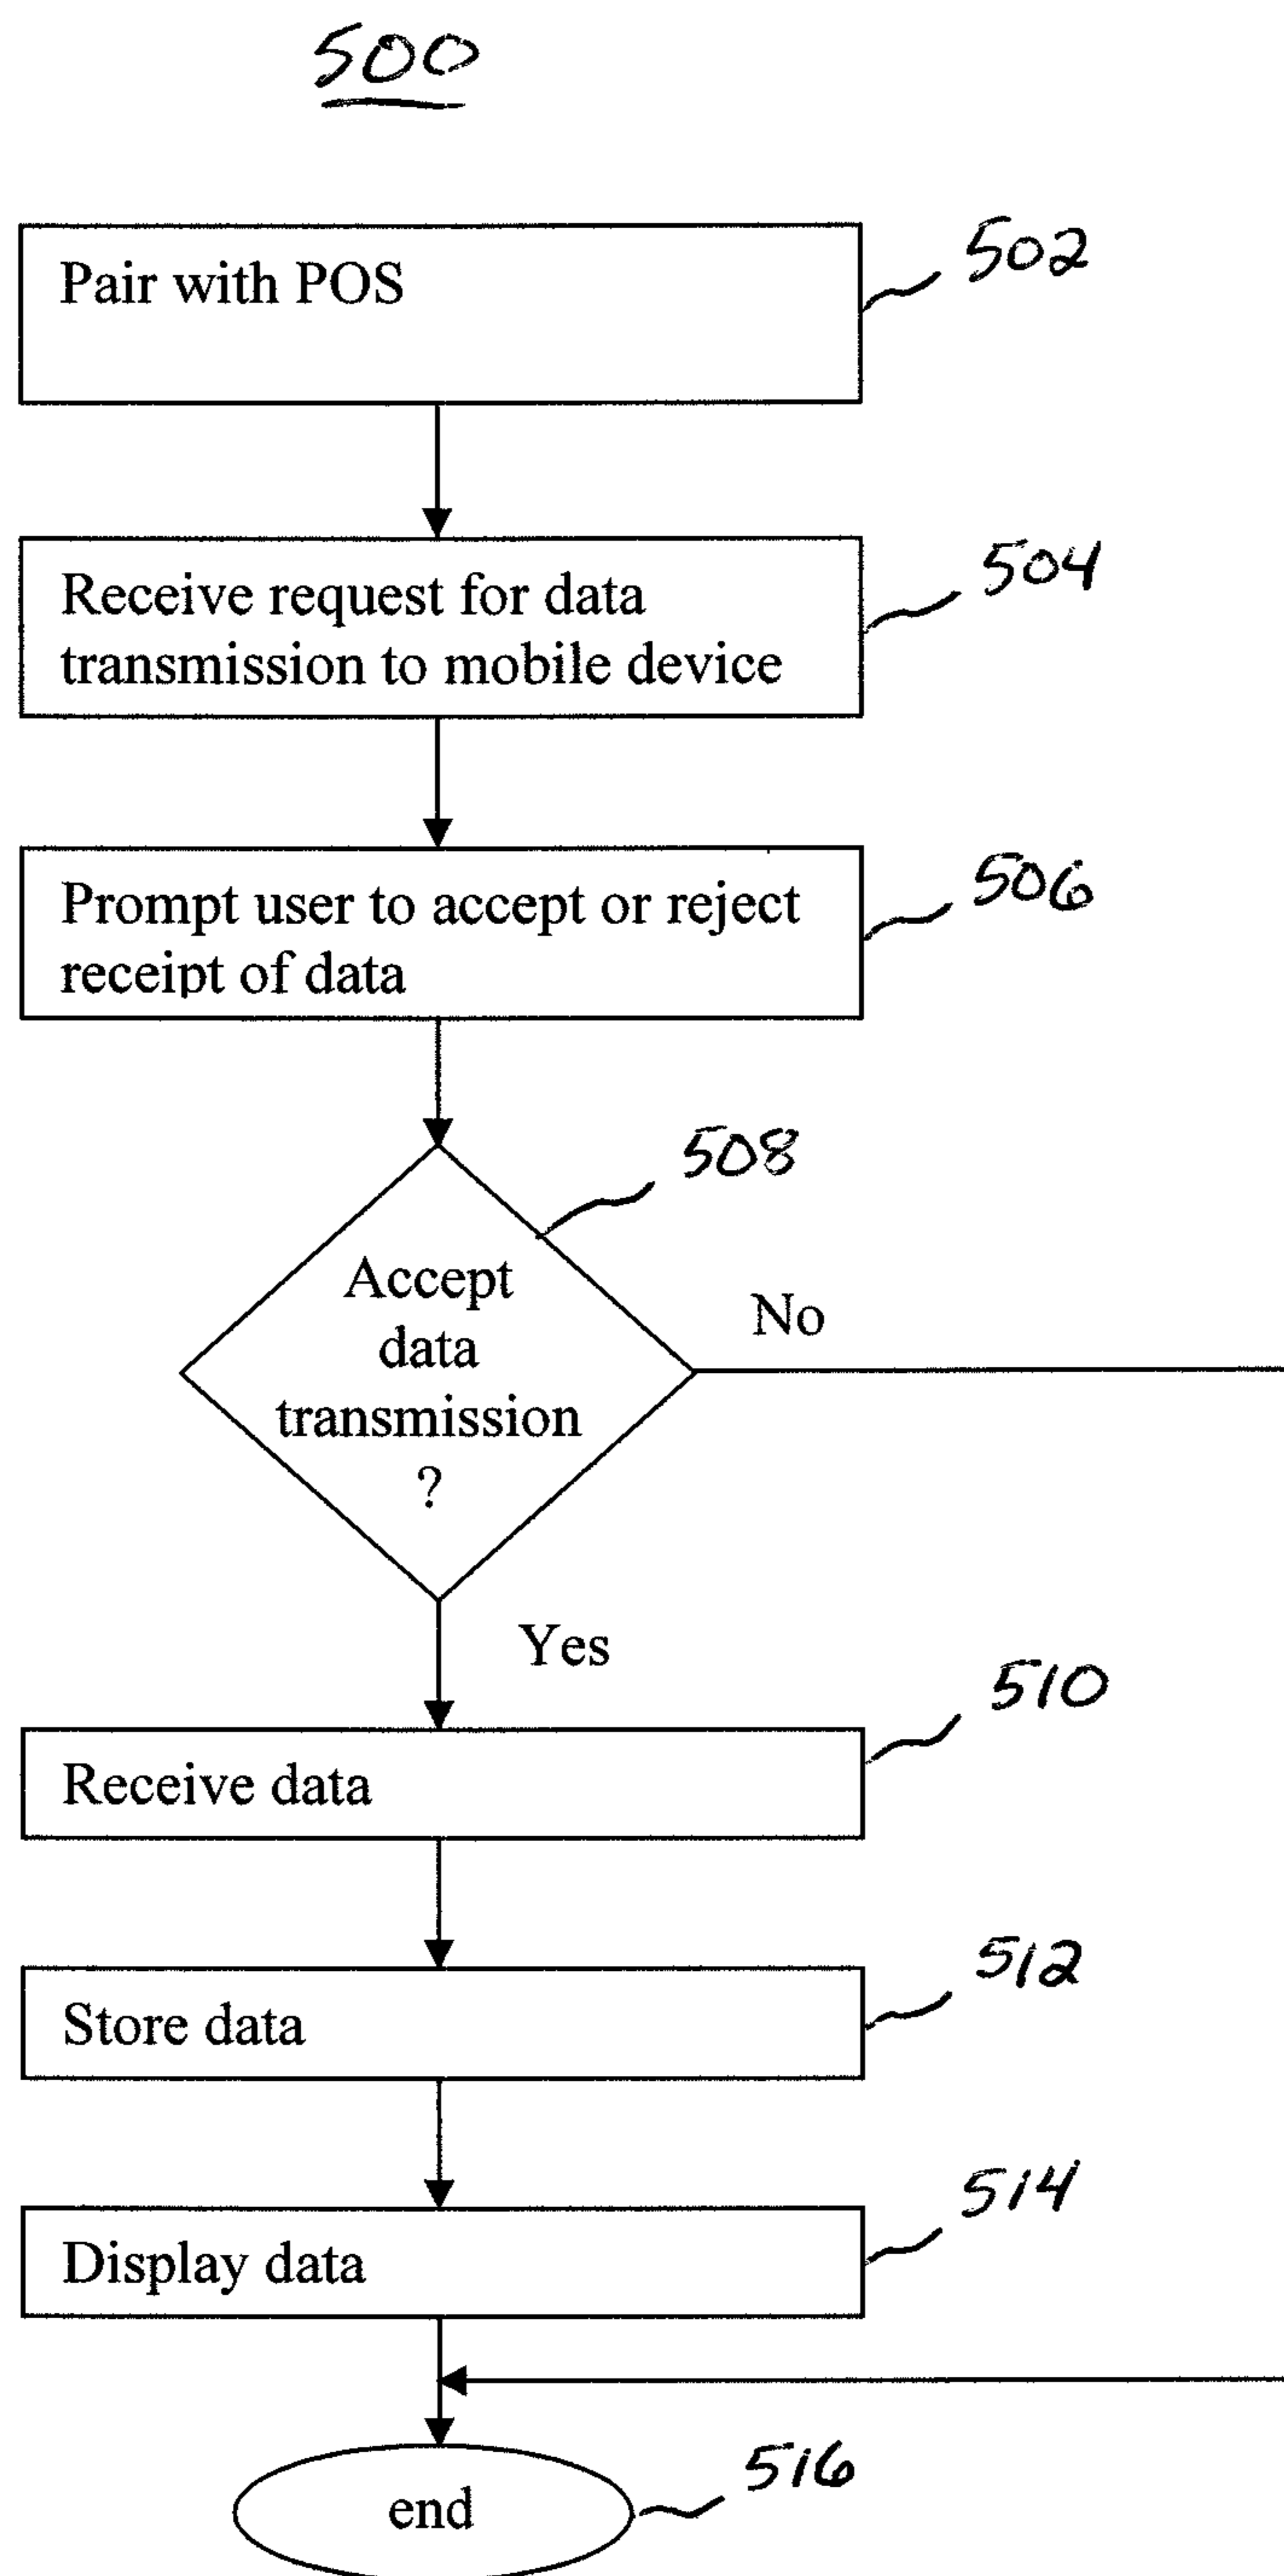 500
Pair with POS
502
Receive request for data
transmission to mobile device
504
Prompt user to accept or reject
receipt of data
506
508
Accept
data
transmission
?
No
Yes
Receive data
510
Store data
512
Display data
514
end
516